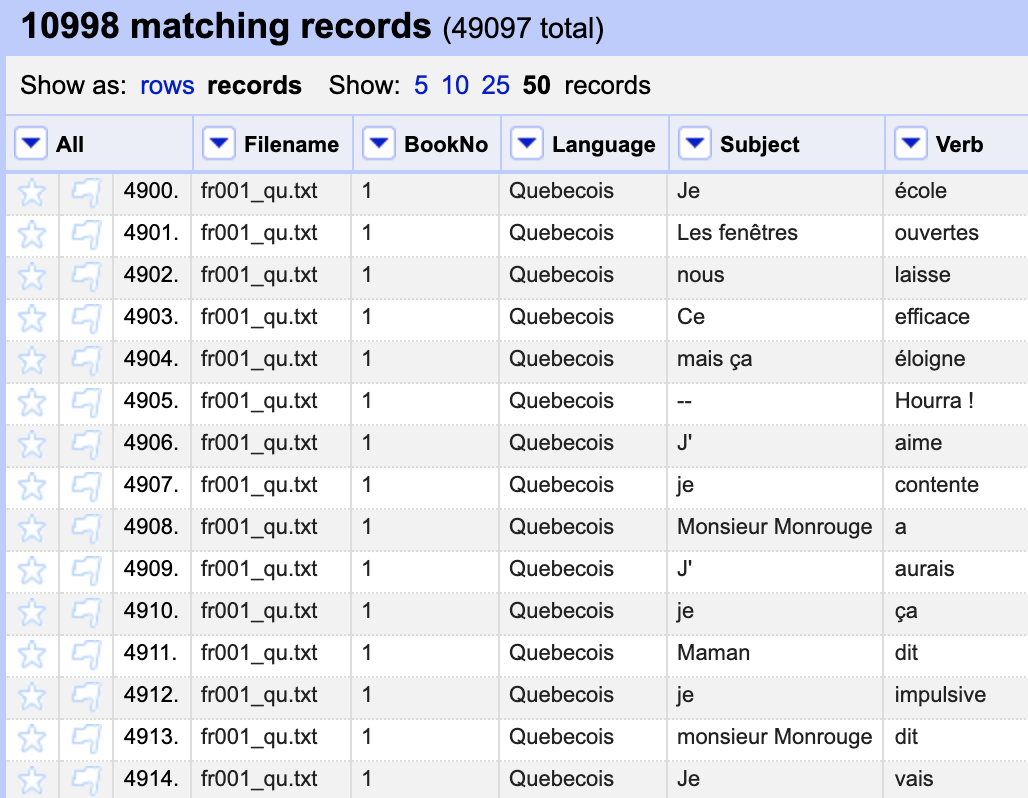 10998 matching records (49097 total)
Show as: rows records Show: 5 10 25 50 records
All Filename BookNo Language Subject Verb
4900. fr001_qu.txt 1 Quebecois Je école
4901. fr001_qu.txt 1 Quebecois Les fenêtres ouvertes
4902. fr001_qu.txt 1 Quebecois nous laisse
4903. fr001_qu.txt 1 Quebecois Ce efficace
4904. fr001_qu.txt 1 Quebecois mais ça éloigne
4905. fr001_qu.txt 1 Quebecois -- Hourra !
4906. fr001_qu.txt 1 Quebecois J' aime
4907. fr001_qu.txt 1 Quebecois je contente
4908. fr001_qu.txt 1 Quebecois Monsieur Monrouge a
4909. fr001_qu.txt 1 Quebecois J' aurais
4910. fr001_qu.txt 1 Quebecois je ça
4911. fr001_qu.txt 1 Quebecois Maman dit
4912. fr001_qu.txt 1 Quebecois je impulsive
4913. fr001_qu.txt 1 Quebecois monsieur Monrouge dit
4914. fr001_qu.txt 1 Quebecois Je vais